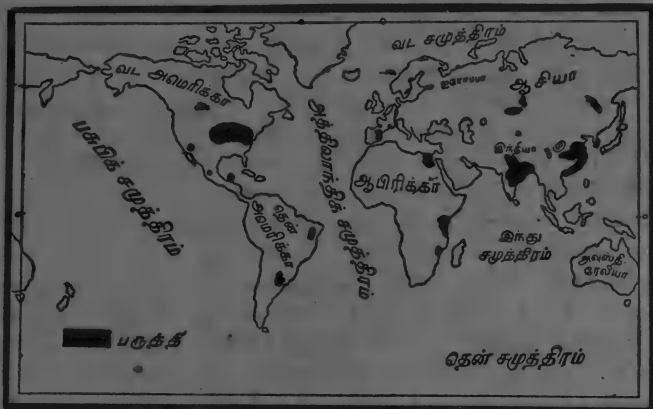 வட சமுத்திரம்
வட அமெரிக்கா
ஐரோப்பா
ஆசியா
பசுபிக் சமுத்திரம்
அத்திலாந்திக் சமுத்திரம்
ஆபிரிக்கா
இந்தியா
தென்
அமெரிக்கா
இந்து
சமுத்திரம்
அவுஸ்தி
ரேலியா
பருத்தி
தென் சமுத்திரம்